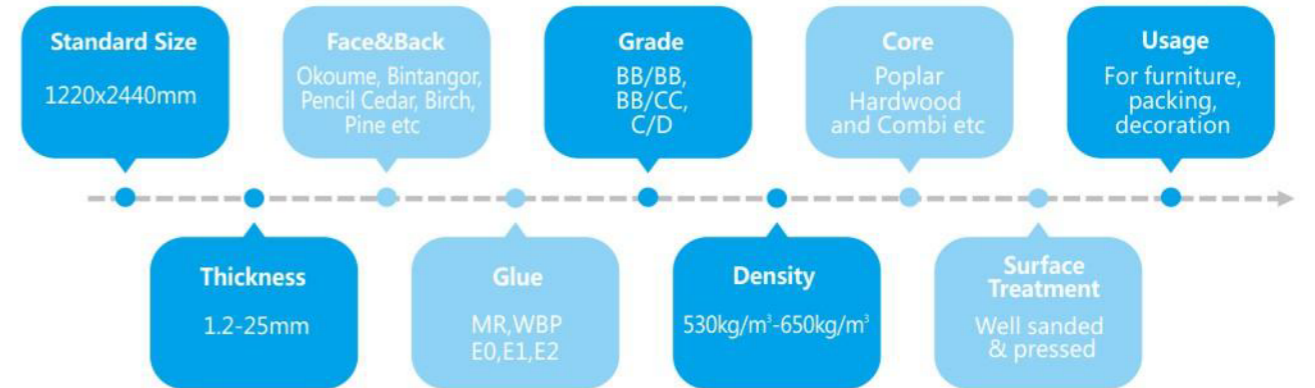 Standard Size
1220x2440mm
Face&Back
Okoume, Bintangor,
Pencil Cedar, Birch,
Pine etc
Grade
BB/BB,
BB/CC,
C/D
Core
Poplar
Hardwood
and Combi etc
Usage
For furniture,
packing,
decoration
Thickness
1.2-25mm
Glue
MR,WBP
E0,E1,E2
Density
530kg/m³-650kg/m³
Surface
Treatment
Well sanded
& pressed